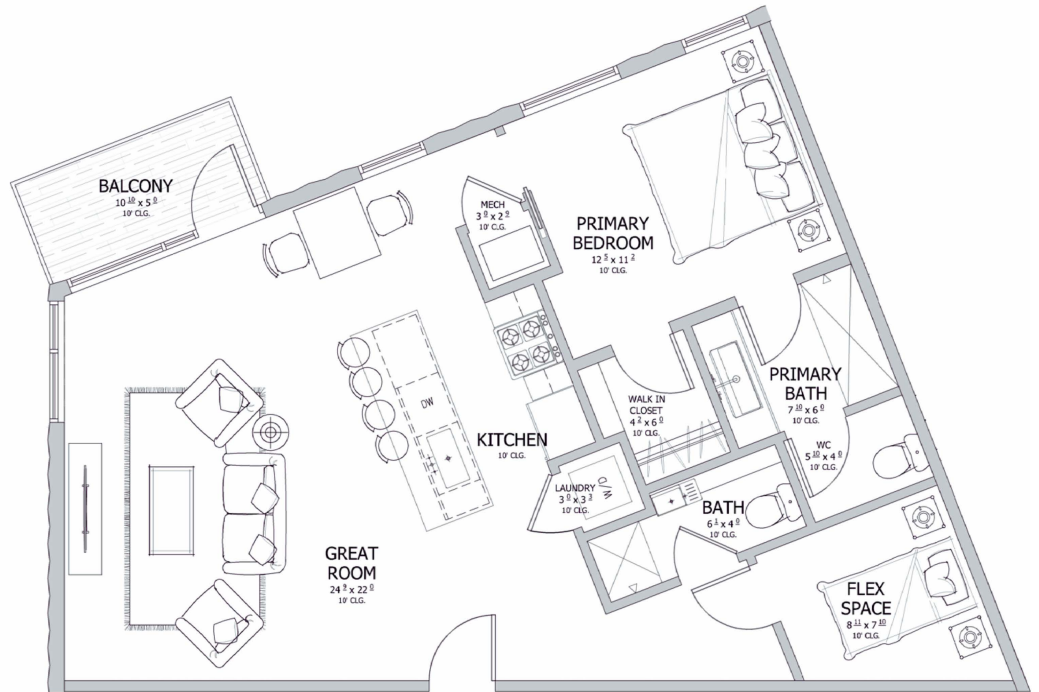 BALCONY
10 10 x 5 0
10' CLG.
MECH
3 0 x 2 9
10' CLG.
PRIMARY
BEDROOM
12 5 x 11 2
10' CLG.
DW
KITCHEN
10' CLG.
WALK IN
CLOSET
4 2 x 6 0
10' CLG.
PRIMARY
BATH
7 10 x 6 0
10' CLG.
WC
5 10 x 4 0
10' CLG.
LAUNDRY
3 0 x 3 3
10' CLG.
D/W
BATH
6 1 x 4 0
10' CLG.
GREAT
ROOM
24 9 x 22 0
10' CLG.
FLEX
SPACE
8 11 x 7 10
10' CLG.